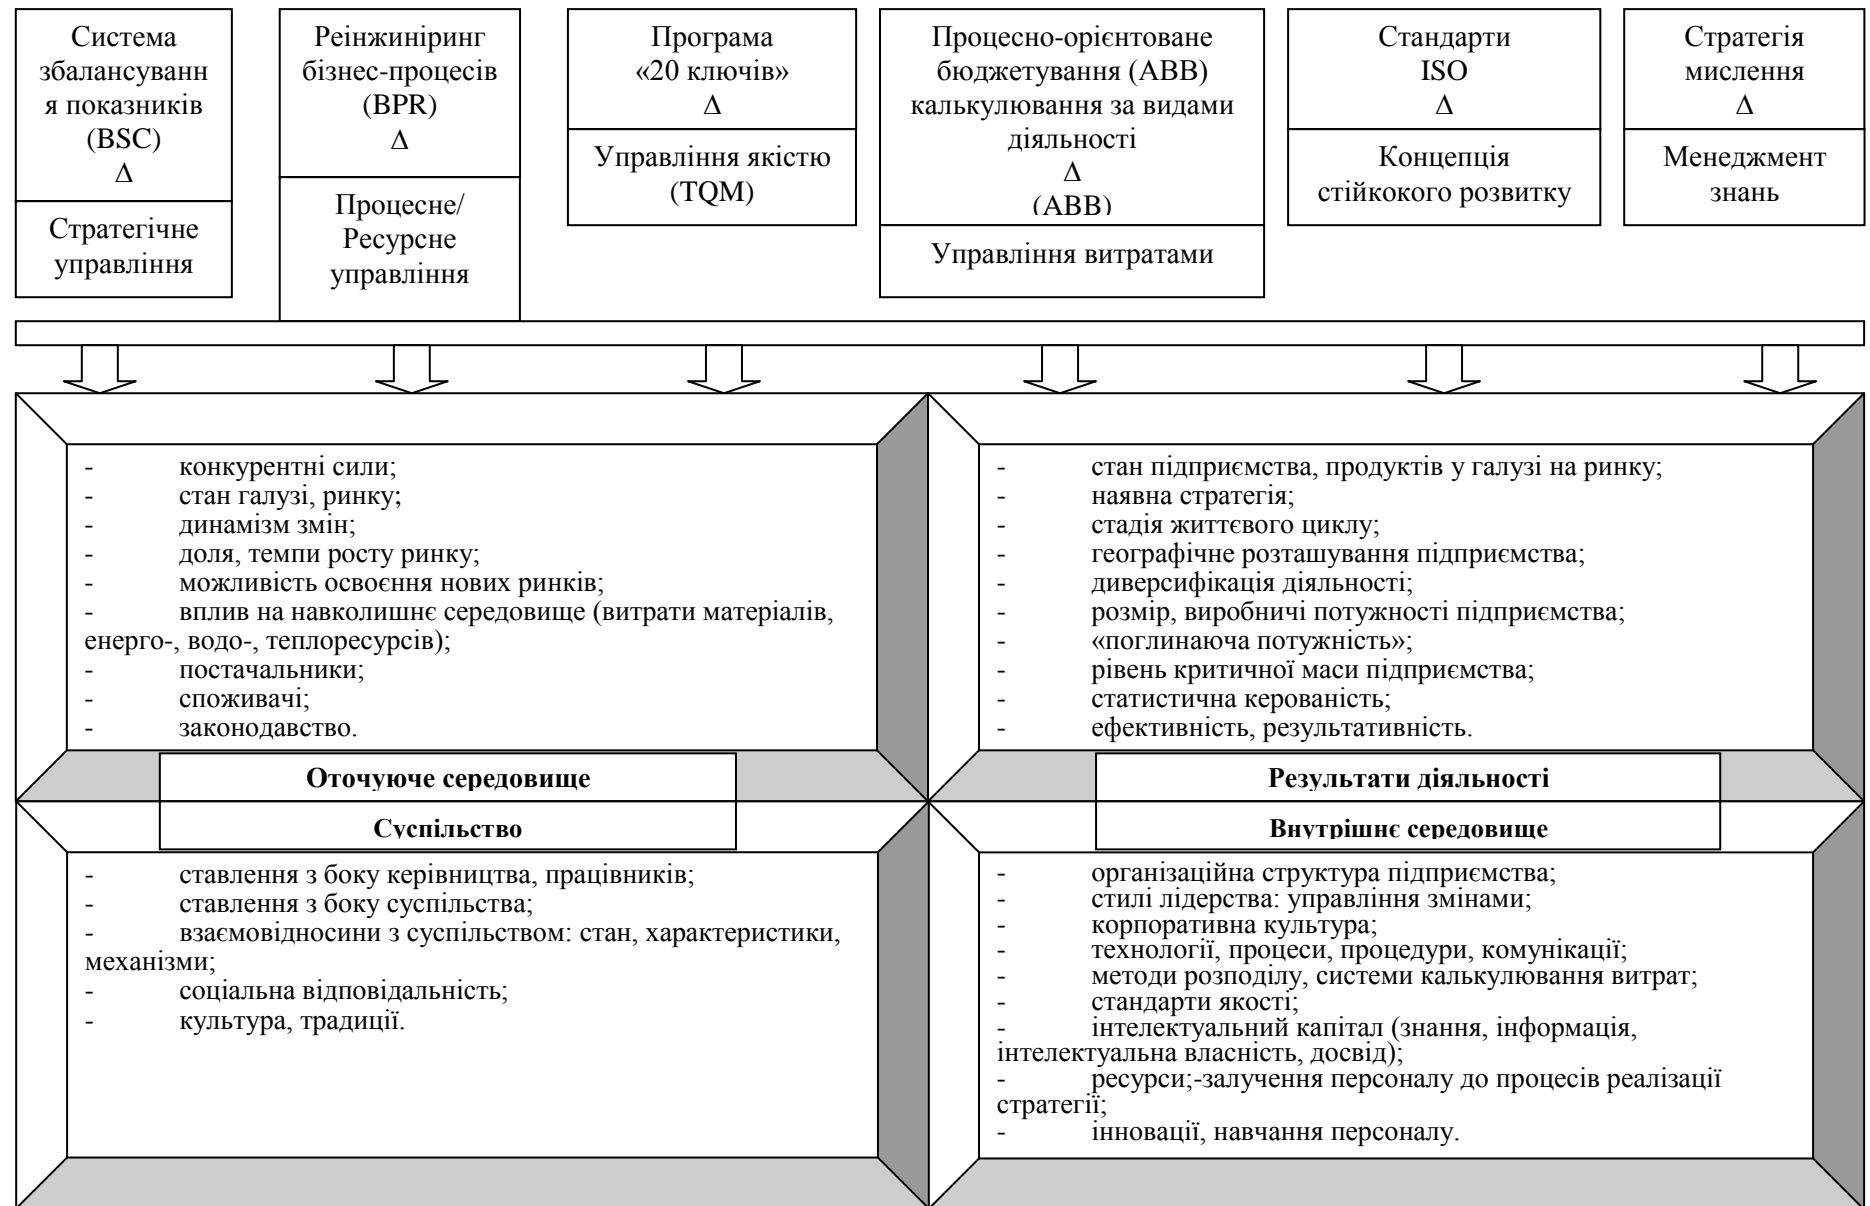 Система
збалансуванн
я показників
(BSC)
Δ
Стратегічне
управління
Реінжиніринг
бізнес-процесів
(BPR)
Δ
Процесне/
Ресурсне
управління
Програма
«20 ключів»
Δ
Управління якістю
(TQM)
Процесно-орієнтоване
бюджетування (ABB)
калькулювання за видами
діяльності
Δ
(ABB)
Управління витратами
Стандарти
ISO
Δ
Концепція
стійкокого розвитку
Стратегія
мислення
Δ
Менеджмент
знань
- конкурентні сили;
- стан галузі, ринку;
- динамізм змін;
- доля, темпи росту ринку;
- можливість освоєння нових ринків;
- вплив на навколишнє середовище (витрати матеріалів,
енерго-, водо-, теплоресурсів);
- постачальники;
- споживачі;
- законодавство.
Оточуюче середовище
- стан підприємства, продуктів у галузі на ринку;
- наявна стратегія;
- стадія життєвого циклу;
- географічне розташування підприємства;
- диверсифікація діяльності;
- розмір, виробничі потужності підприємства;
- «поглинаюча потужність»;
- рівень критичної маси підприємства;
- статистична керованість;
- ефективність, результативність.
Результати діяльності
Суспільство
- ставлення з боку керівництва, працівників;
- ставлення з боку суспільства;
- взаємовідносини з суспільством: стан, характеристики,
механізми;
- соціальна відповідальність;
- культура, традиції.
Внутрішнє середовище
- організаційна структура підприємства;
- стилі лідерства: управління змінами;
- корпоративна культура;
- технології, процеси, процедури, комунікації;
- методи розподілу, системи калькулювання витрат;
- стандарти якості;
- інтелектуальний капітал (знання, інформація,
інтелектуальна власність, досвід);
- ресурси;-залучення персоналу до процесів реалізації
стратегії;
- інновації, навчання персоналу.